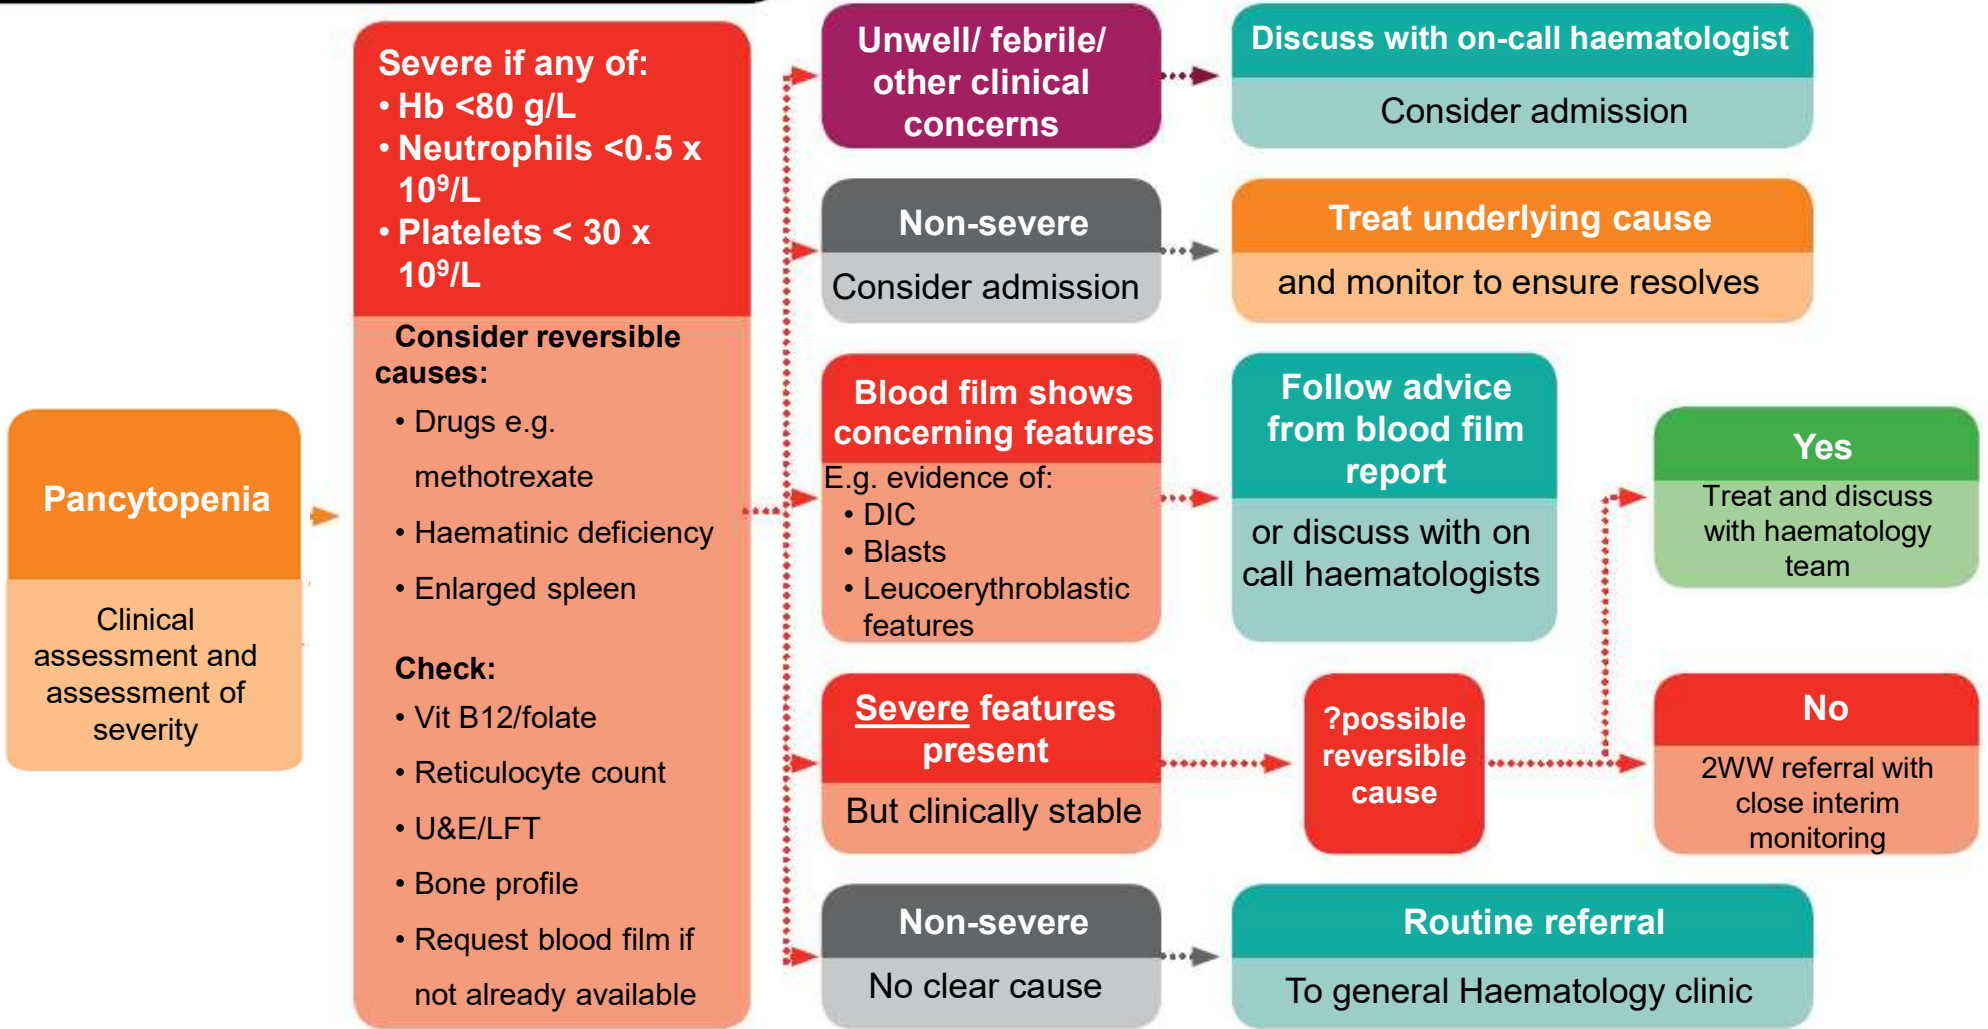 Pancytopenia
Clinical
assessment and
assessment of
severity
Severe if any of:
• Hb <80 g/L
• Neutrophils <0.5 x
10⁹/L
• Platelets < 30 x
10⁹/L
Consider reversible
causes:
• Drugs e.g.
methotrexate
• Haematinic deficiency
• Enlarged spleen
Check:
• Vit B12/folate
• Reticulocyte count
• U&E/LFT
• Bone profile
• Request blood film if
not already available
Unwell/ febrile/
other clinical
concerns
Discuss with on-call haematologist
Consider admission
Non-severe
Consider admission
Treat underlying cause
and monitor to ensure resolves
Blood film shows
concerning features
E.g. evidence of:
• DIC
• Blasts
• Leucoerythroblastic
features
Follow advice
from blood film
report
or discuss with on
call haematologists
Severe features
present
But clinically stable
?possible
reversible
cause
Yes
Treat and discuss
with haematology
team
No
2WW referral with
close interim
monitoring
Non-severe
No clear cause
Routine referral
To general Haematology clinic